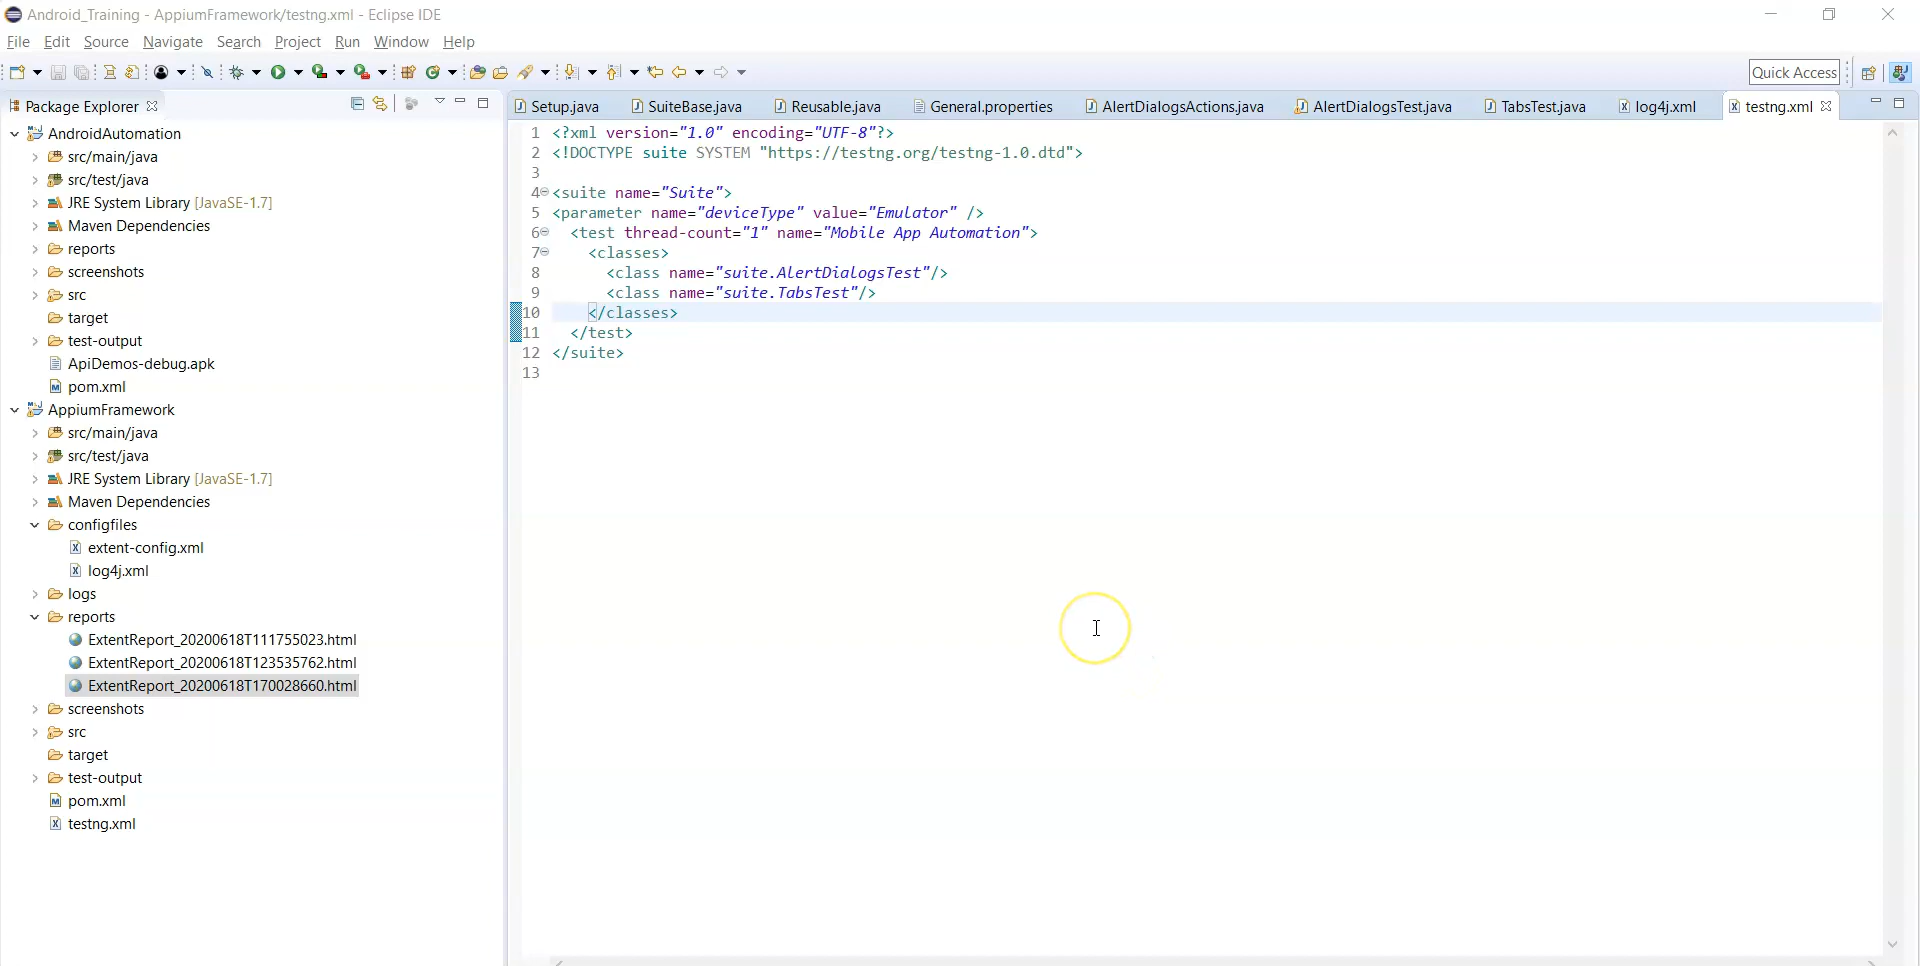 Android_Training - AppiumFramework/testng.xml - Eclipse IDE
File Edit Source Navigate Search Project Run Window Help
Quick Access
Package Explorer
AndroidAutomation
src/main/java
src/test/java
JRE System Library [JavaSE-1.7]
Maven Dependencies
reports
screenshots
src
target
test-output
ApiDemos-debug.apk
pom.xml
AppiumFramework
src/main/java
src/test/java
JRE System Library [JavaSE-1.7]
Maven Dependencies
configfiles
extent-config.xml
log4j.xml
logs
reports
ExtentReport_20200618T111755023.html
ExtentReport_20200618T123535762.html
ExtentReport_20200618T170028660.html
screenshots
src
target
test-output
pom.xml
testng.xml
Setup.java SuiteBase.java Reusable.java General.properties AlertDialogsActions.java AlertDialogsTest.java TabsTest.java log4j.xml testng.xml
1 <?xml version="1.0" encoding="UTF-8"?>
2 <!DOCTYPE suite SYSTEM "https://testng.org/testng-1.0.dtd">
3
4 <suite name="Suite">
5 <parameter name="deviceType" value="Emulator" />
6 <test thread-count="1" name="Mobile App Automation">
7 <classes>
8 <class name="suite.AlertDialogsTest"/>
9 <class name="suite.TabsTest"/>
10 </classes>
11 </test>
12 </suite>
13